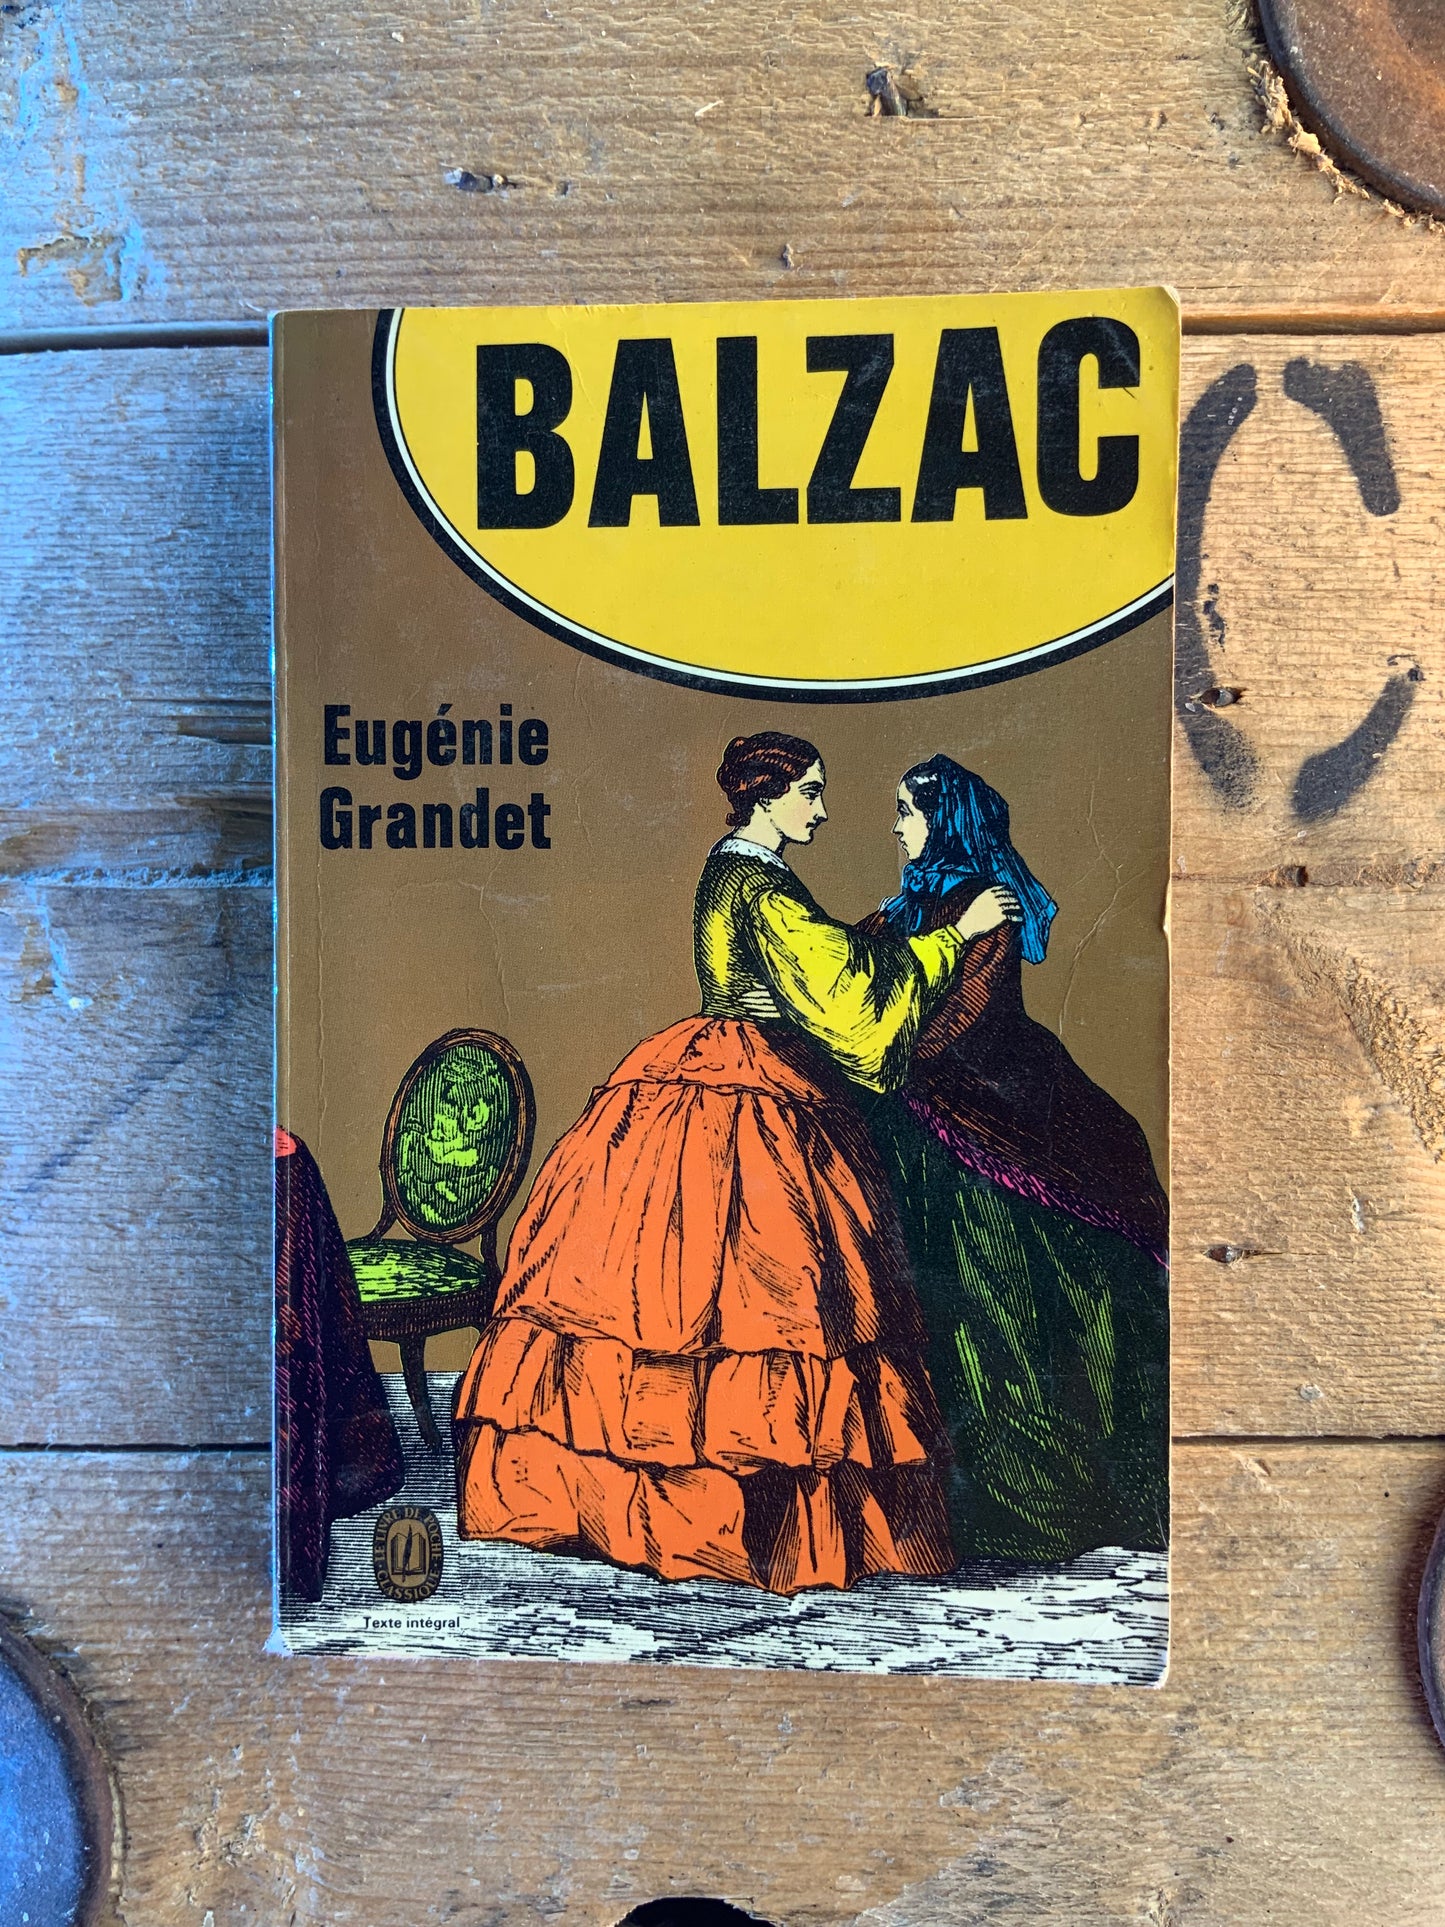 BALZAC
Eugénie
Grandet
LE LIVRE DE POCHE
CLASSIQUE
Texte intégral
C